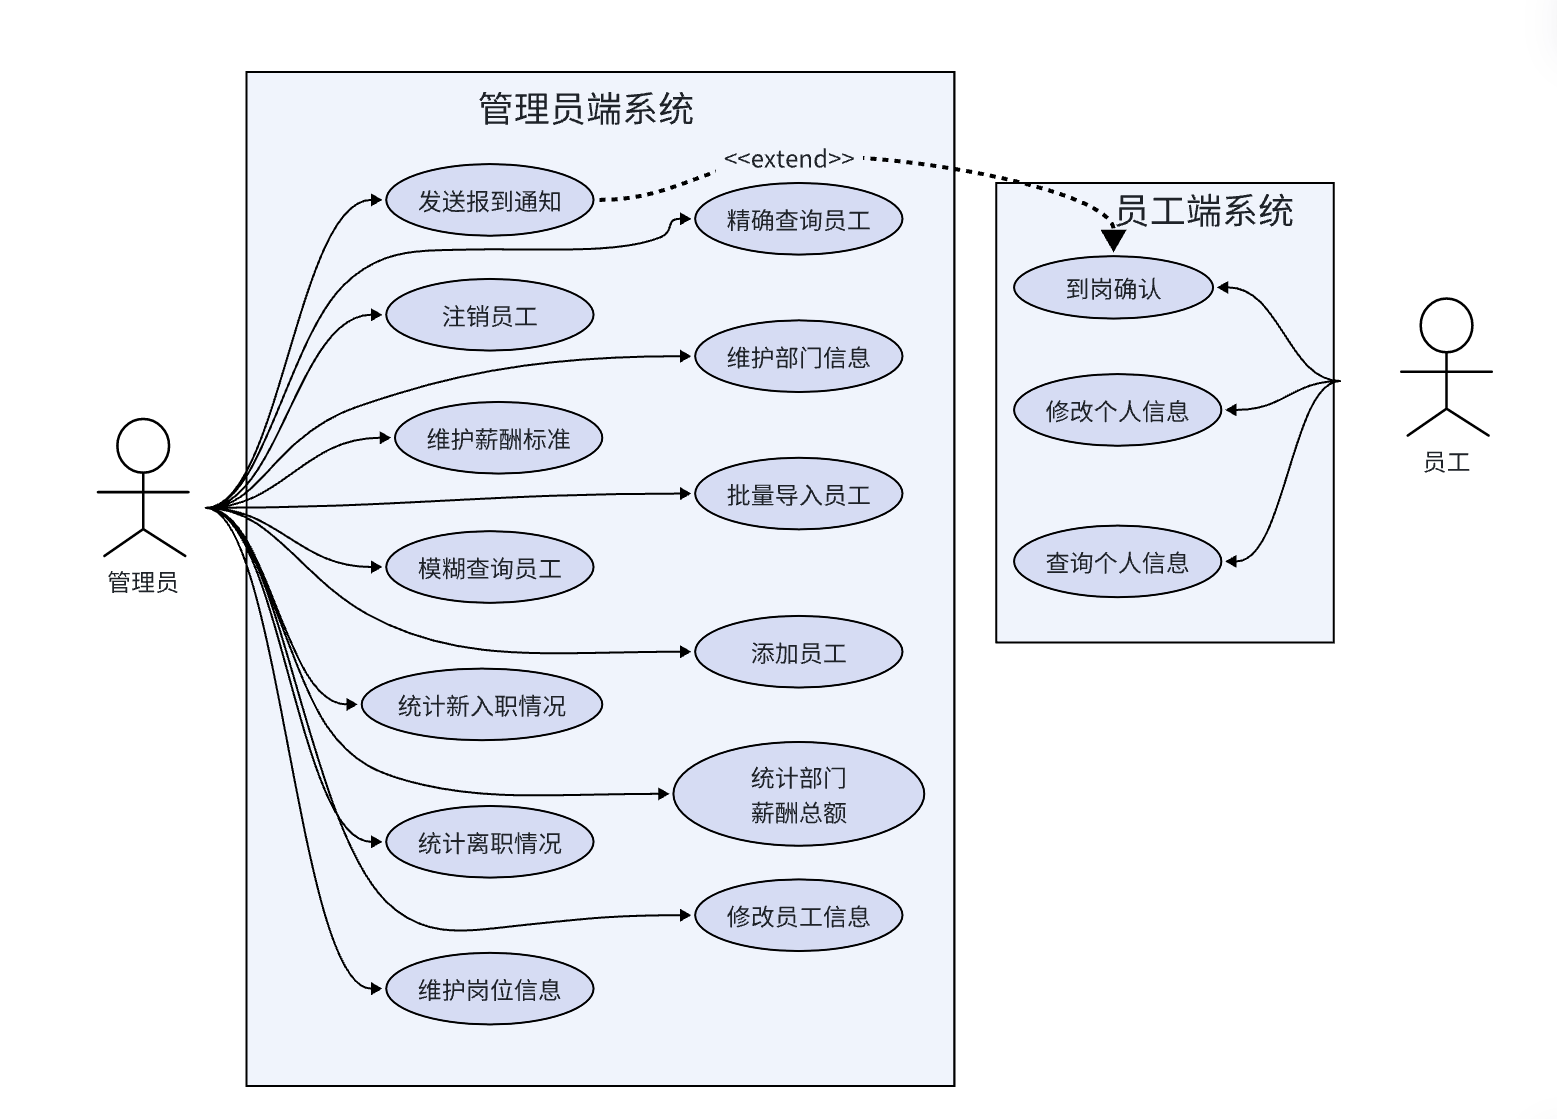 管理员端系统
<<extend>>
发送报到通知
精确查询员工
注销员工
维护部门信息
维护薪酬标准
批量导入员工
模糊查询员工
添加员工
统计新入职情况
统计部门
薪酬总额
统计离职情况
修改员工信息
维护岗位信息
管理员
员工端系统
到岗确认
修改个人信息
查询个人信息
员工